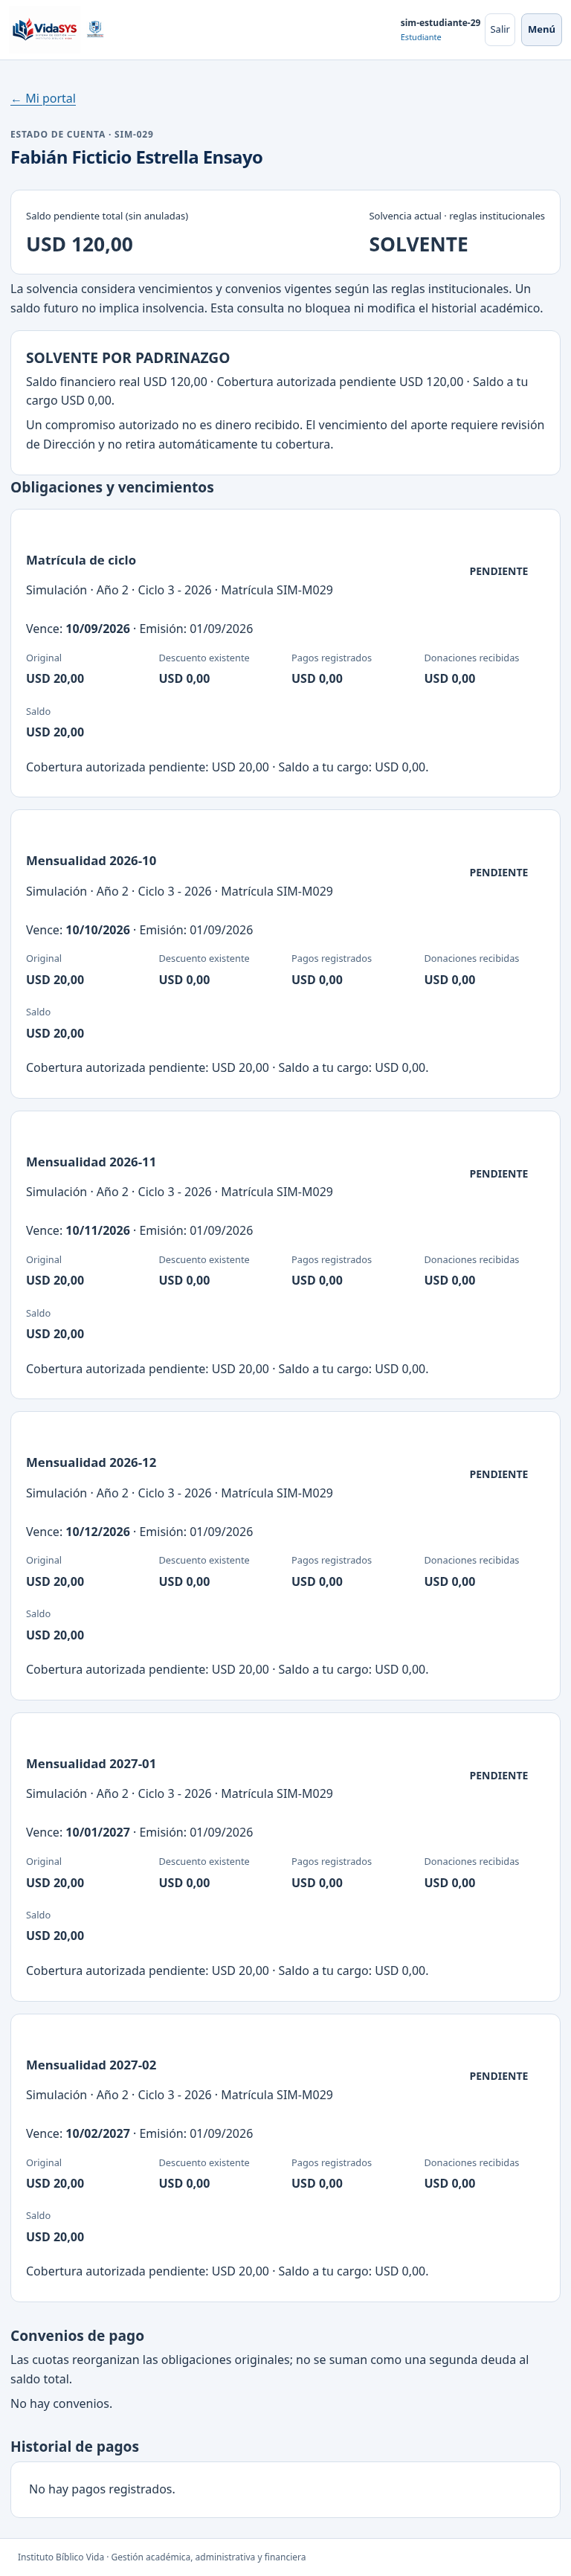 VidaSYS
sim-estudiante-29
Estudiante
Salir
Menú
← Mi portal
ESTADO DE CUENTA · SIM-029
Fabián Ficticio Estrella Ensayo
Saldo pendiente total (sin anuladas)
USD 120,00
Solvencia actual · reglas institucionales
SOLVENTE
La solvencia considera vencimientos y convenios vigentes según las reglas institucionales. Un
saldo futuro no implica insolvencia. Esta consulta no bloquea ni modifica el historial académico.
SOLVENTE POR PADRINAZGO
Saldo financiero real USD 120,00 · Cobertura autorizada pendiente USD 120,00 · Saldo a tu
cargo USD 0,00.
Un compromiso autorizado no es dinero recibido. El vencimiento del aporte requiere revisión
de Dirección y no retira automáticamente tu cobertura.
Obligaciones y vencimientos
Matrícula de ciclo
PENDIENTE
Simulación · Año 2 · Ciclo 3 - 2026 · Matrícula SIM-M029
Vence: 10/09/2026 · Emisión: 01/09/2026
Original Descuento existente Pagos registrados Donaciones recibidas
USD 20,00 USD 0,00 USD 0,00 USD 0,00
Saldo
USD 20,00
Cobertura autorizada pendiente: USD 20,00 · Saldo a tu cargo: USD 0,00.
Mensualidad 2026-10
PENDIENTE
Simulación · Año 2 · Ciclo 3 - 2026 · Matrícula SIM-M029
Vence: 10/10/2026 · Emisión: 01/09/2026
Original Descuento existente Pagos registrados Donaciones recibidas
USD 20,00 USD 0,00 USD 0,00 USD 0,00
Saldo
USD 20,00
Cobertura autorizada pendiente: USD 20,00 · Saldo a tu cargo: USD 0,00.
Mensualidad 2026-11
PENDIENTE
Simulación · Año 2 · Ciclo 3 - 2026 · Matrícula SIM-M029
Vence: 10/11/2026 · Emisión: 01/09/2026
Original Descuento existente Pagos registrados Donaciones recibidas
USD 20,00 USD 0,00 USD 0,00 USD 0,00
Saldo
USD 20,00
Cobertura autorizada pendiente: USD 20,00 · Saldo a tu cargo: USD 0,00.
Mensualidad 2026-12
PENDIENTE
Simulación · Año 2 · Ciclo 3 - 2026 · Matrícula SIM-M029
Vence: 10/12/2026 · Emisión: 01/09/2026
Original Descuento existente Pagos registrados Donaciones recibidas
USD 20,00 USD 0,00 USD 0,00 USD 0,00
Saldo
USD 20,00
Cobertura autorizada pendiente: USD 20,00 · Saldo a tu cargo: USD 0,00.
Mensualidad 2027-01
PENDIENTE
Simulación · Año 2 · Ciclo 3 - 2026 · Matrícula SIM-M029
Vence: 10/01/2027 · Emisión: 01/09/2026
Original Descuento existente Pagos registrados Donaciones recibidas
USD 20,00 USD 0,00 USD 0,00 USD 0,00
Saldo
USD 20,00
Cobertura autorizada pendiente: USD 20,00 · Saldo a tu cargo: USD 0,00.
Mensualidad 2027-02
PENDIENTE
Simulación · Año 2 · Ciclo 3 - 2026 · Matrícula SIM-M029
Vence: 10/02/2027 · Emisión: 01/09/2026
Original Descuento existente Pagos registrados Donaciones recibidas
USD 20,00 USD 0,00 USD 0,00 USD 0,00
Saldo
USD 20,00
Cobertura autorizada pendiente: USD 20,00 · Saldo a tu cargo: USD 0,00.
Convenios de pago
Las cuotas reorganizan las obligaciones originales; no se suman como una segunda deuda al
saldo total.
No hay convenios.
Historial de pagos
No hay pagos registrados.
Instituto Bíblico Vida · Gestión académica, administrativa y financiera